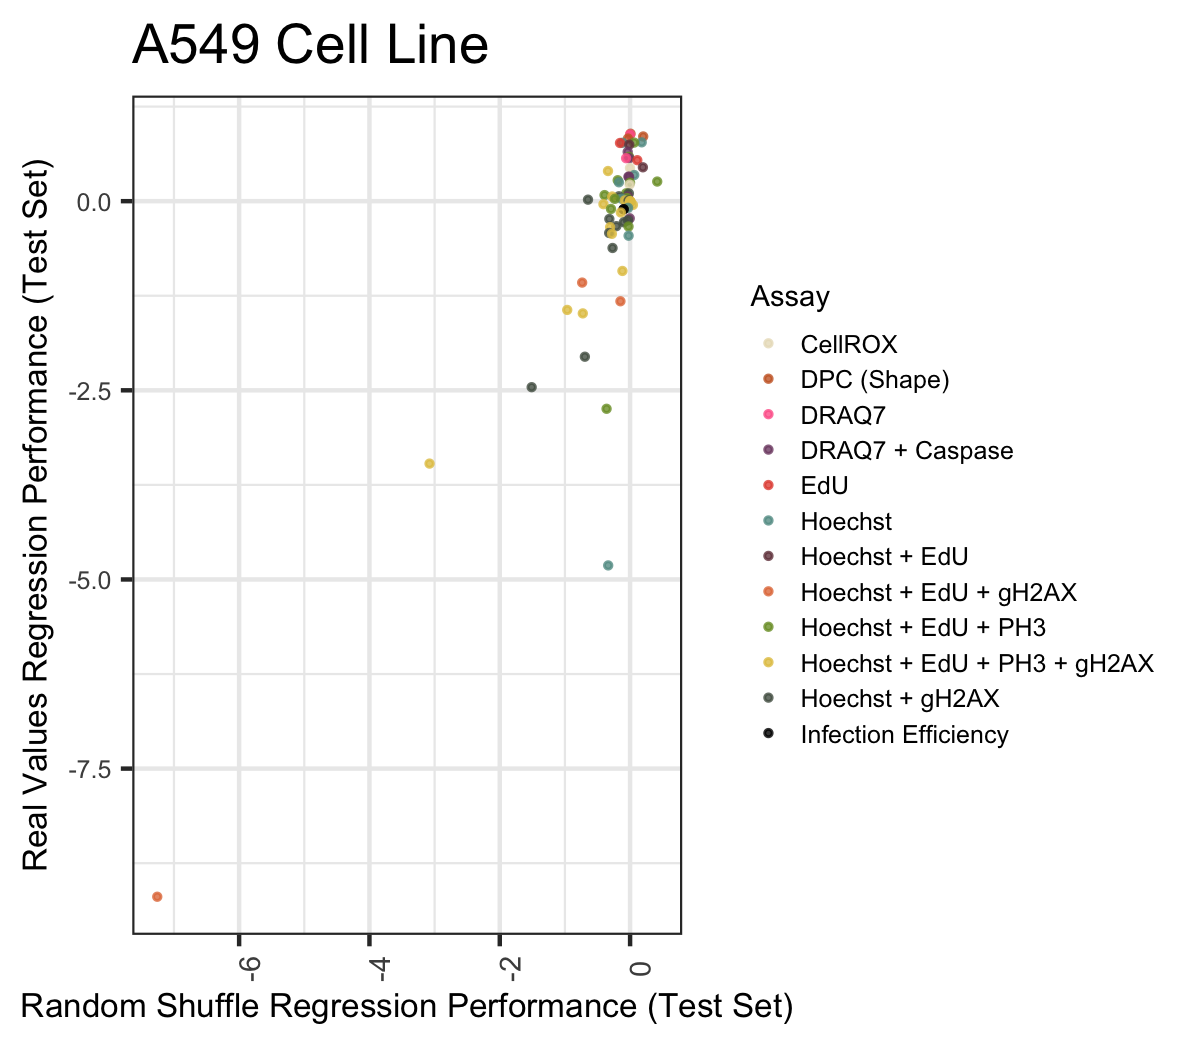 A549 Cell Line
Real Values Regression Performance (Test Set)
0.0
-2.5
-5.0
-7.5
-6
-4
-2
0
Random Shuffle Regression Performance (Test Set)
Assay
CellROX
DPC (Shape)
DRAQ7
DRAQ7 + Caspase
EdU
Hoechst
Hoechst + EdU
Hoechst + EdU + gH2AX
Hoechst + EdU + PH3
Hoechst + EdU + PH3 + gH2AX
Hoechst + gH2AX
Infection Efficiency